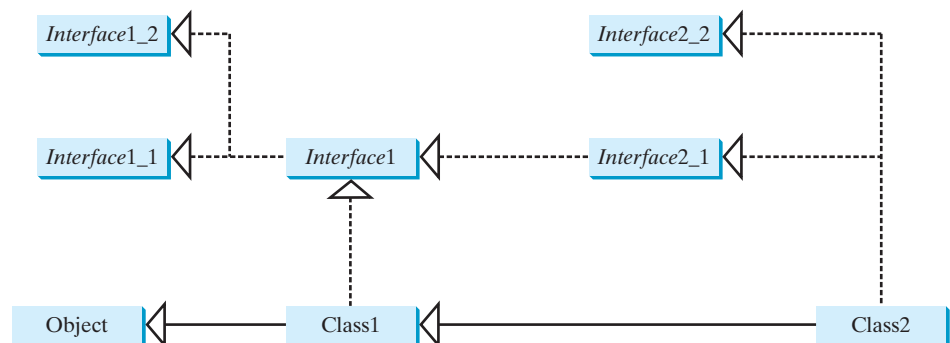 Interface1_2
Interface2_2
Interface1_1
Interface1
Interface2_1
Object
Class1
Class2